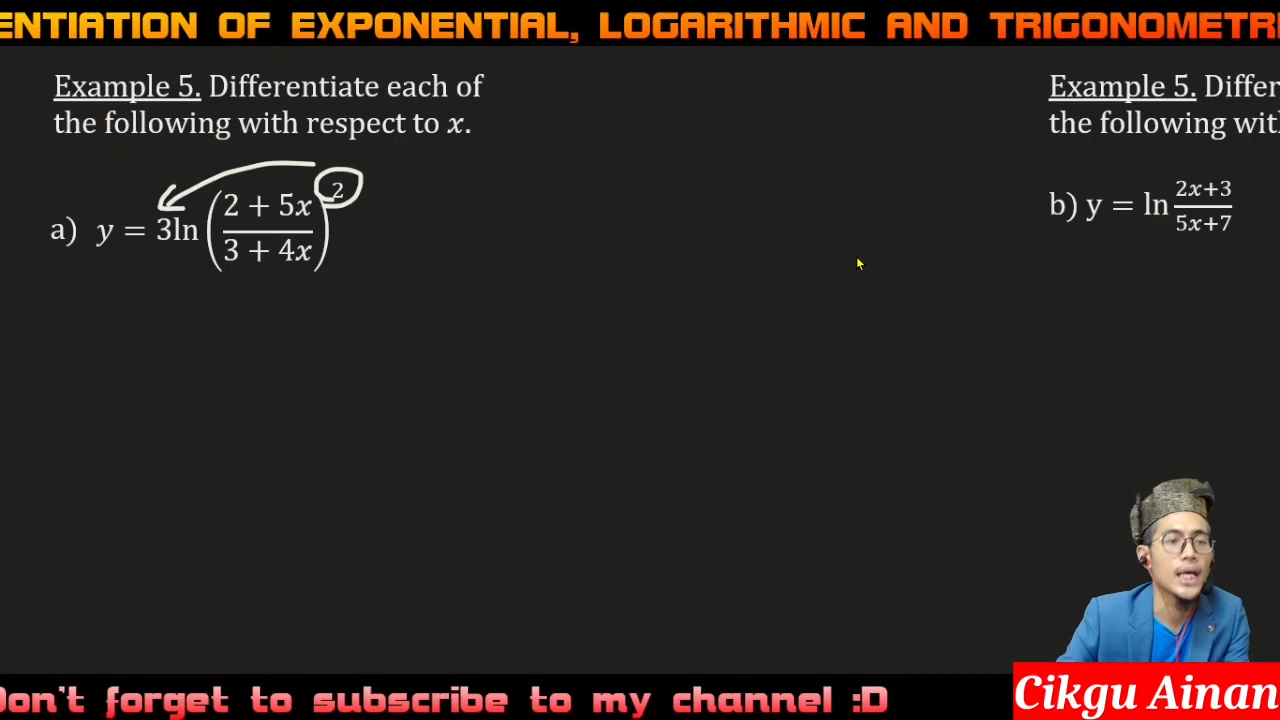 ENTIATION OF EXPONENTIAL, LOGARITHMIC AND TRIGONOMETRI
Example 5. Differentiate each of
the following with respect to x.
a) y = 3ln((2 + 5x)/(3 + 4x))²
Example 5. Differ
the following wit
b) y = ln (2x+3)/(5x+7)
Don't forget to subscribe to my channel :D
Cikgu Ainan